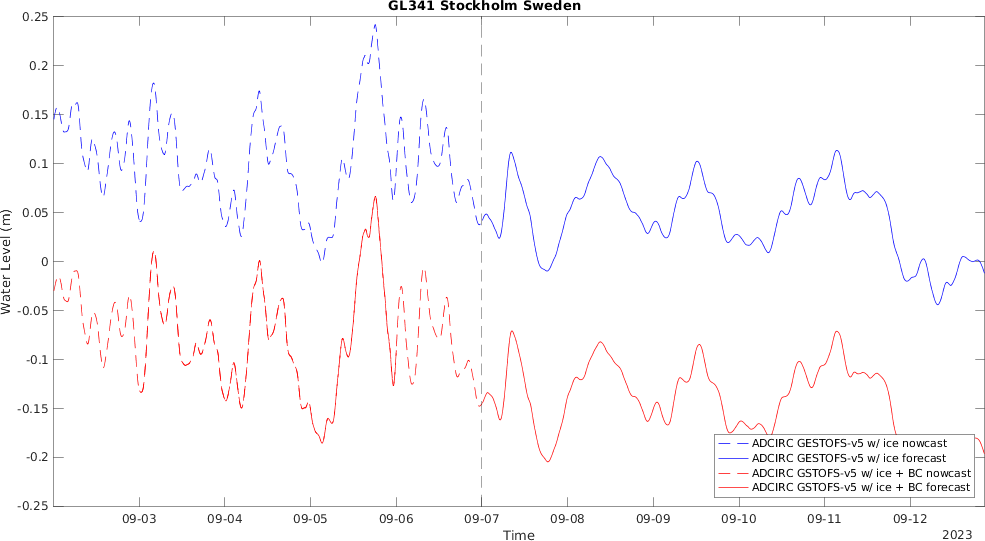 GL341 Stockholm Sweden
0.25
0.2
0.15
0.1
0.05
0
-0.05
-0.1
-0.15
-0.2
-0.25
Water Level (m)
ADCIRC GESTOFS-v5 w/ ice nowcast
ADCIRC GESTOFS-v5 w/ ice forecast
ADCIRC GSTOFS-v5 w/ ice + BC nowcast
ADCIRC GSTOFS-v5 w/ ice + BC forecast
09-03 09-04 09-05 09-06 09-07 09-08 09-09 09-10 09-11 09-12
Time
2023